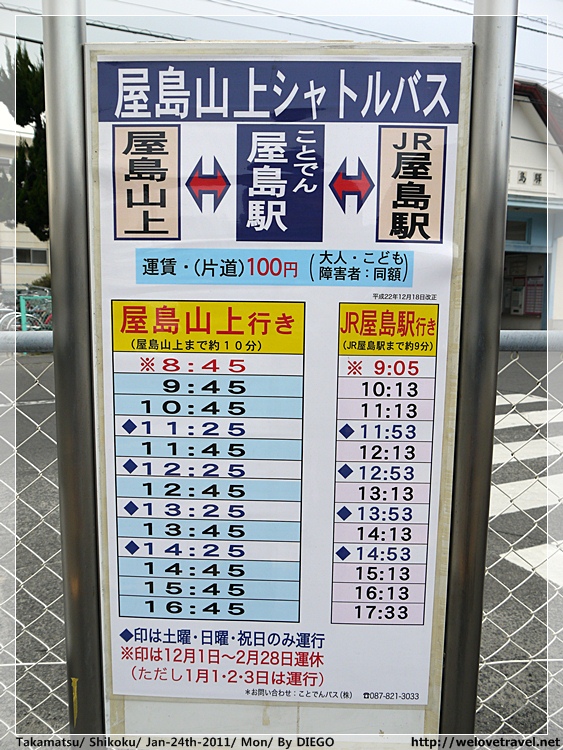 屋島山上シャトルバス
屋島山上
ことでん
屋島駅
JR
屋島駅
運賃・(片道)100円
(大人・こども
障害者:同額)
平成22年12月18日改正
屋島山上行き
(屋島山上まで約10分)
※8:45
9:45
10:45
◆11:25
11:45
◆12:25
12:45
◆13:25
13:45
◆14:25
14:45
15:45
16:45
JR屋島駅行き
(JR屋島駅まで約9分)
※ 9:05
10:13
11:13
◆11:53
12:13
◆12:53
13:13
◆13:53
14:13
◆14:53
15:13
16:13
17:33
◆印は土曜・日曜・祝日のみ運行
※印は12月1日～2月28日運休
(ただし1月1・2・3日は運行)
*お問い合わせ:ことでんバス(株) ☎087-821-3033
島駅
Takamatsu/ Shikoku/ Jan-24th-2011/ Mon/ By DIEGO
http://welovetravel.net